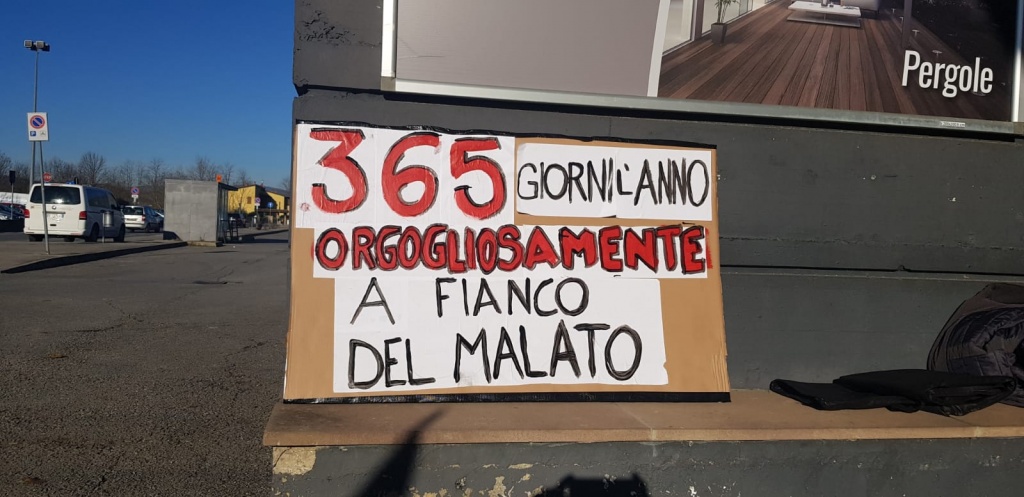 Pergole
365 GIORNI L'ANNO
ORGOGLIOSAMENTE
A FIANCO
DEL MALATO